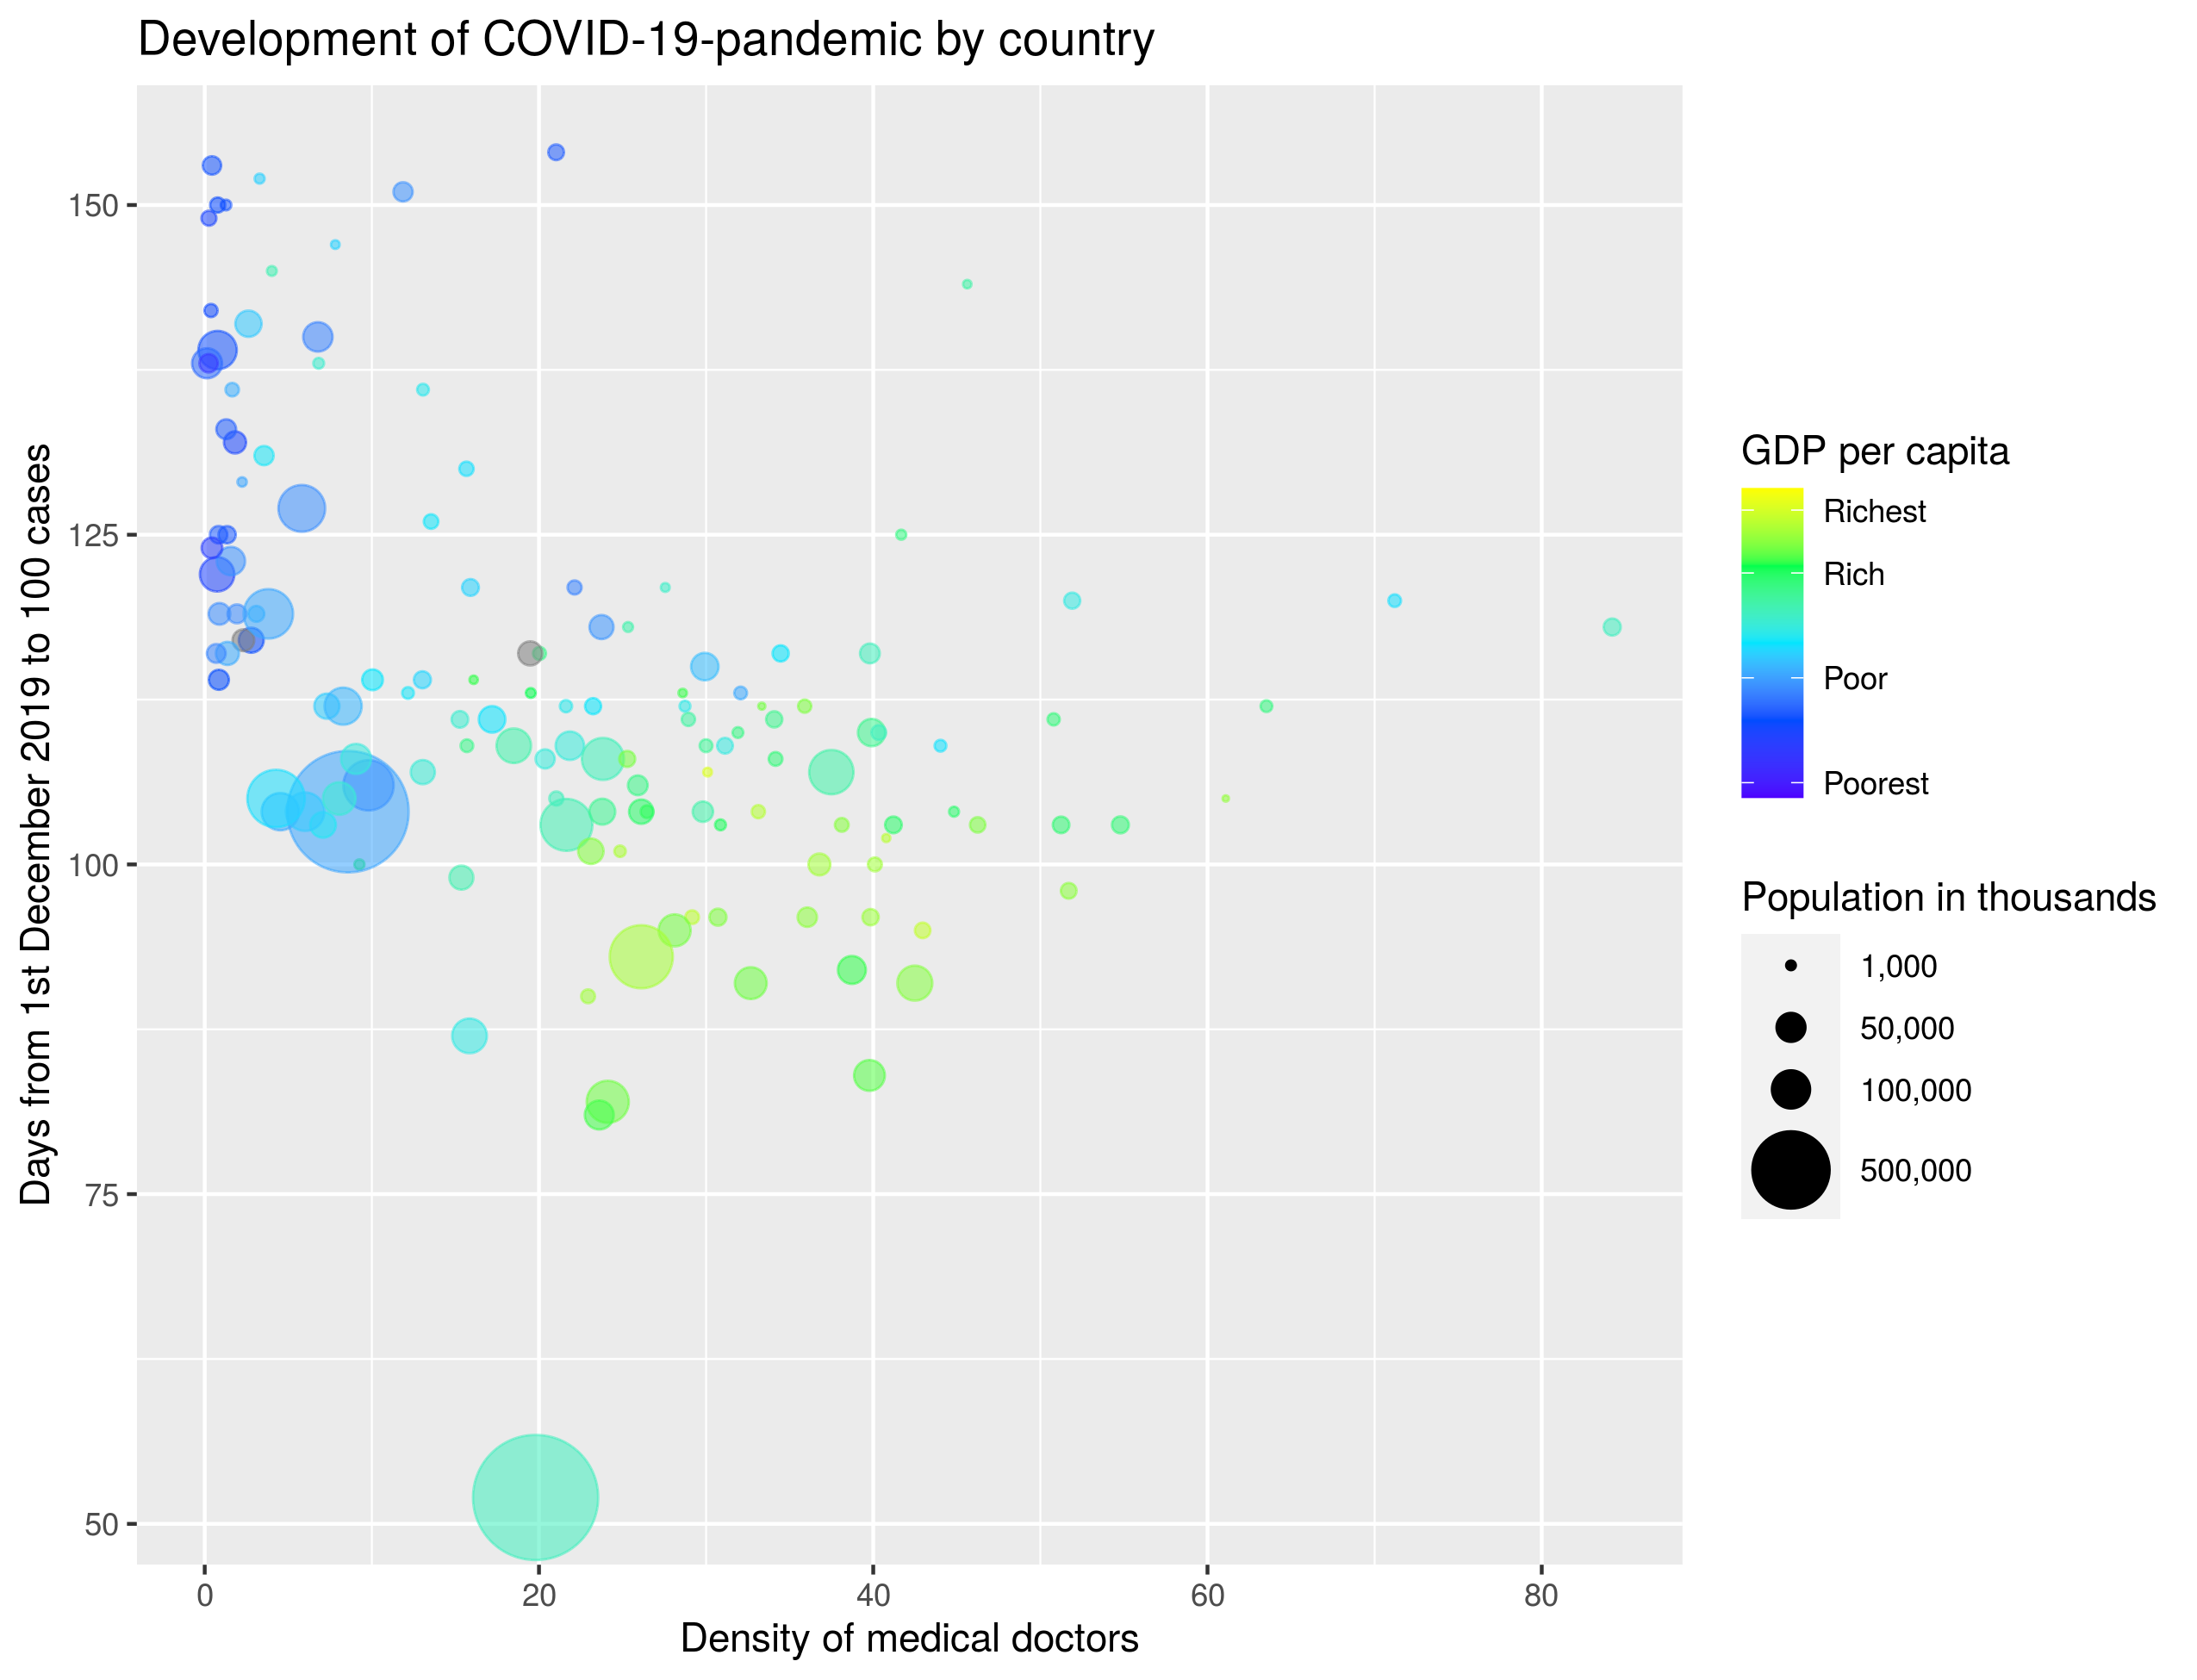 Development of COVID-19-pandemic by country
Days from 1st December 2019 to 100 cases
150
125
100
75
50
0
20
40
60
80
Density of medical doctors
GDP per capita
Richest
Rich
Poor
Poorest
Population in thousands
1,000
50,000
100,000
500,000